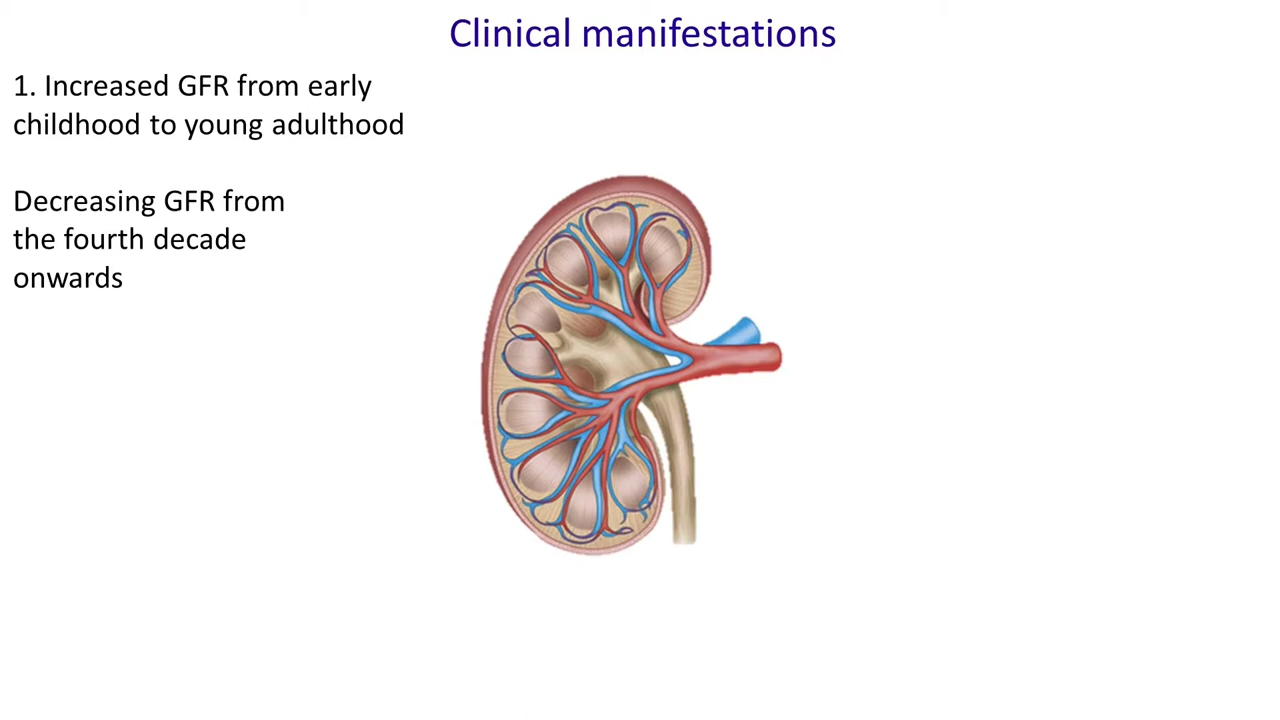 Clinical manifestations
1. Increased GFR from early
childhood to young adulthood
Decreasing GFR from
the fourth decade
onwards